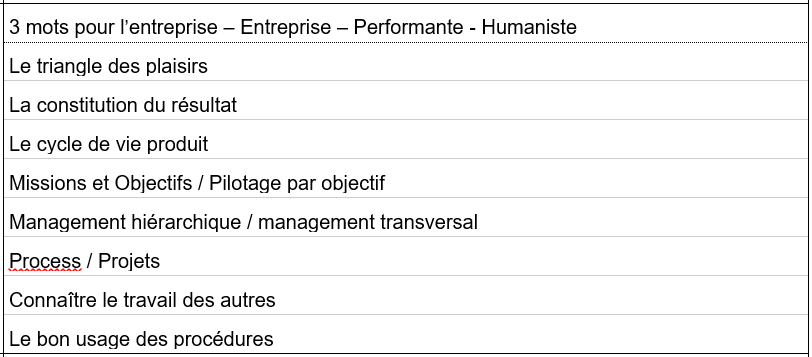 3 mots pour l'entreprise – Entreprise – Performante - Humaniste
Le triangle des plaisirs
La constitution du résultat
Le cycle de vie produit
Missions et Objectifs / Pilotage par objectif
Management hiérarchique / management transversal
Process / Projets
Connaître le travail des autres
Le bon usage des procédures